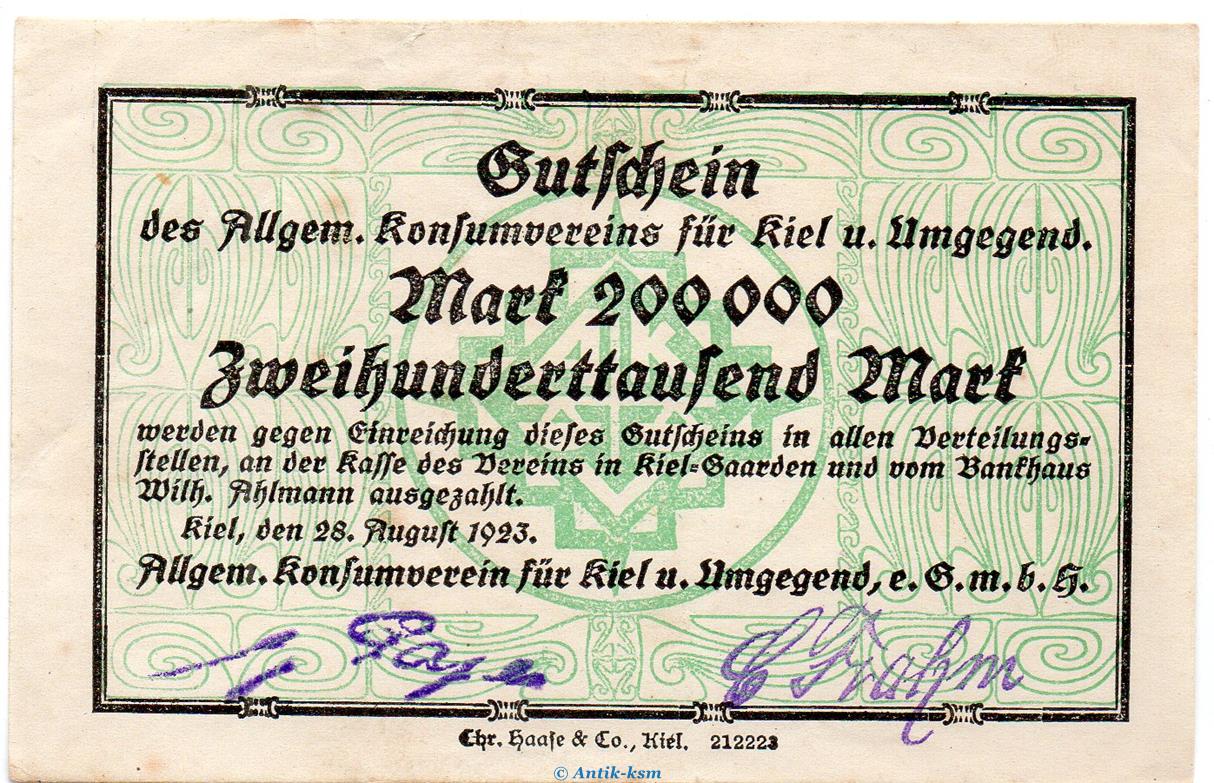 Gutschein
des Allgem. Konsumvereins für Kiel u. Umgegend.
Mark 200000
Zweihunderttausend Mark
werden gegen Einreichung dieses Gutscheins in allen Verteilungs-
stellen, an der Kasse des Vereins in Kiel-Gaarden und vom Bankhaus
Wilh. Ahlmann ausgezahlt.
Kiel, den 28. August 1923.
Allgem. Konsumverein für Kiel u. Umgegend, e. G. m. b. H.
C Frahm
Chr. Haase & Co., Kiel. 212223
© Antik-ksm